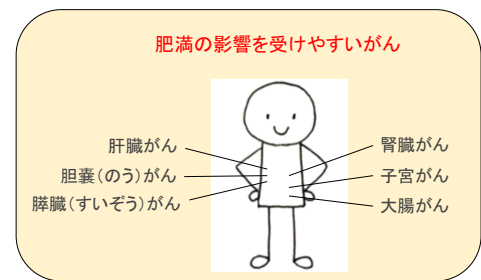 肥満の影響を受けやすいがん
肝臓がん
胆嚢(のう)がん
膵臓(すいぞう)がん
腎臓がん
子宮がん
大腸がん